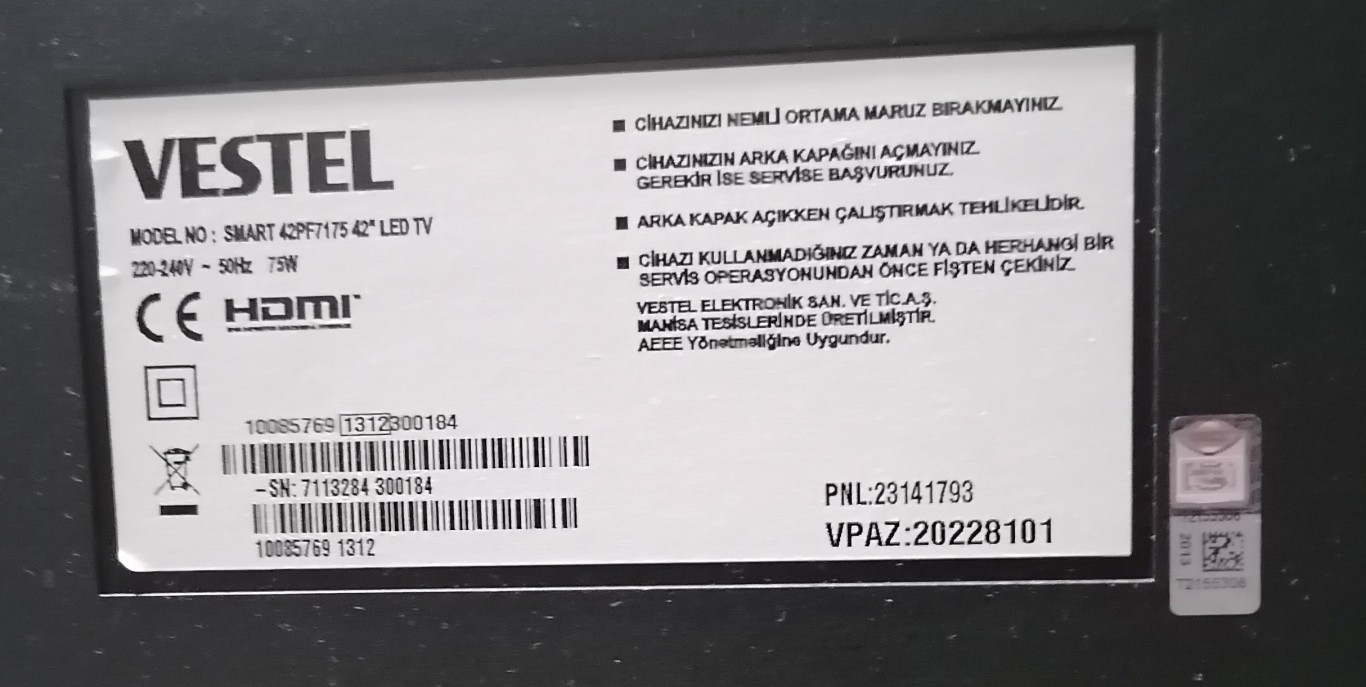 VESTEL
MODEL NO : SMART 42PF7175 42" LED TV
220-240V ~ 50Hz 75W
CE HDMI
10085769 1312300184
-SN: 7113284 300184
10085769 1312
■ CİHAZINIZI NEMLİ ORTAMA MARUZ BIRAKMAYINIZ.
■ CİHAZINIZIN ARKA KAPAĞINI AÇMAYINIZ.
GEREKİR İSE SERVİSE BAŞVURUNUZ.
■ ARKA KAPAK AÇIKKEN ÇALIŞTIRMAK TEHLİKELİDİR.
■ CİHAZI KULLANMADIĞINIZ ZAMAN YA DA HERHANGİ BİR
SERVİS OPERASYONUNDAN ÖNCE FİŞTEN ÇEKİNİZ.
VESTEL ELEKTRONİK SAN. VE TİC.A.Ş.
MANİSA TESİSLERİNDE ÜRETİLMİŞTİR.
AEEE Yönetmeliğine Uygundur.
PNL:23141793
VPAZ:20228101
2013
T2155308